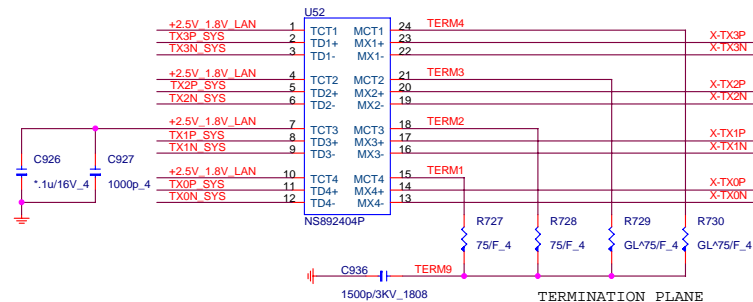 U52
+2.5V_1.8V_LAN 1 TCT1 MCT1 24 TERM4
TX3P_SYS 2 TD1+ MX1+ 23 X-TX3P
TX3N_SYS 3 TD1- MX1- 22 X-TX3N
+2.5V_1.8V_LAN 4 TCT2 MCT2 21 TERM3
TX2P_SYS 5 TD2+ MX2+ 20 X-TX2P
TX2N_SYS 6 TD2- MX2- 19 X-TX2N
+2.5V_1.8V_LAN 7 TCT3 MCT3 18 TERM2
TX1P_SYS 8 TD3+ MX3+ 17 X-TX1P
TX1N_SYS 9 TD3- MX3- 16 X-TX1N
+2.5V_1.8V_LAN 10 TCT4 MCT4 15 TERM1
TX0P_SYS 11 TD4+ MX4+ 14 X-TX0P
TX0N_SYS 12 TD4- MX4- 13 X-TX0N
NS892404P
C926 C927
*.1u/16V_4 1000p_4
R727 R728 R729 R730
75/F_4 75/F_4 GL^75/F_4 GL^75/F_4
C936 TERM9
1500p/3KV_1808
TERMINATION PLANE